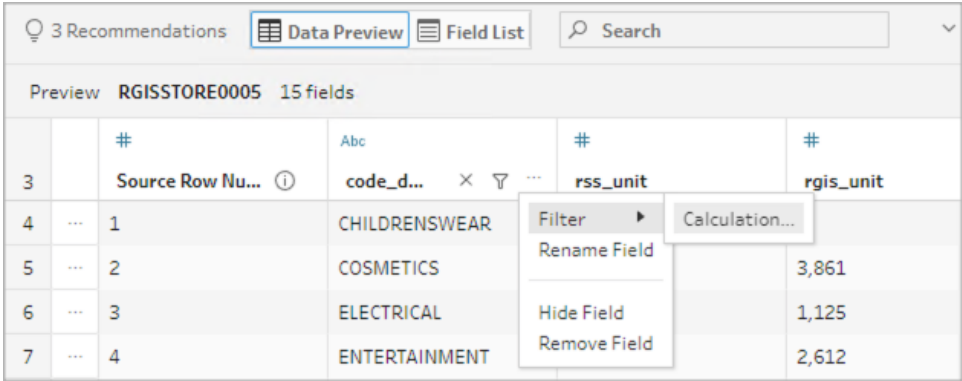 3 Recommendations Data Preview Field List Search
Preview RGISSTORE0005 15 fields
# Abc # #
3 Source Row Nu... code_d... ... rss_unit rgis_unit
4 ... 1 CHILDRENSWEAR Filter Calculation...
Rename Field
5 ... 2 COSMETICS 3,861
6 ... 3 ELECTRICAL Hide Field 1,125
Remove Field
7 ... 4 ENTERTAINMENT 2,612